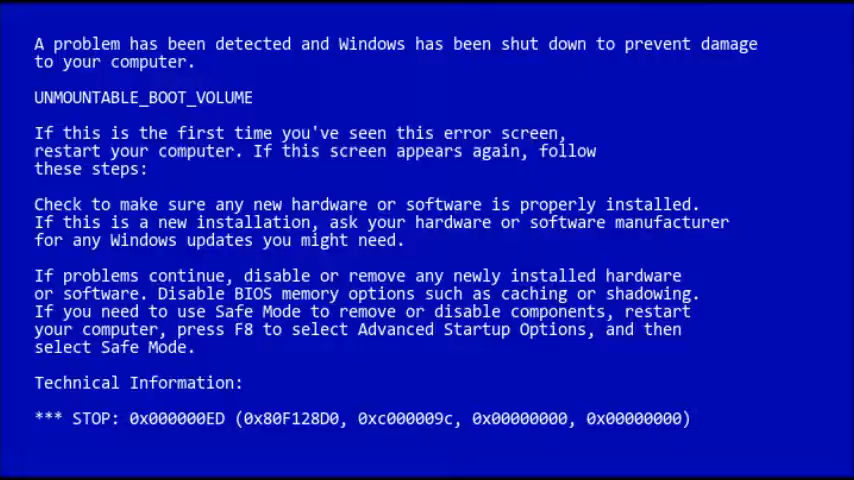 A problem has been detected and Windows has been shut down to prevent damage
to your computer.
UNMOUNTABLE_BOOT_VOLUME
If this is the first time you've seen this error screen,
restart your computer. If this screen appears again, follow
these steps:
Check to make sure any new hardware or software is properly installed.
If this is a new installation, ask your hardware or software manufacturer
for any Windows updates you might need.
If problems continue, disable or remove any newly installed hardware
or software. Disable BIOS memory options such as caching or shadowing.
If you need to use Safe Mode to remove or disable components, restart
your computer, press F8 to select Advanced Startup Options, and then
select Safe Mode.
Technical Information:
*** STOP: 0x000000ED (0x80F128D0, 0xc000009c, 0x00000000, 0x00000000)